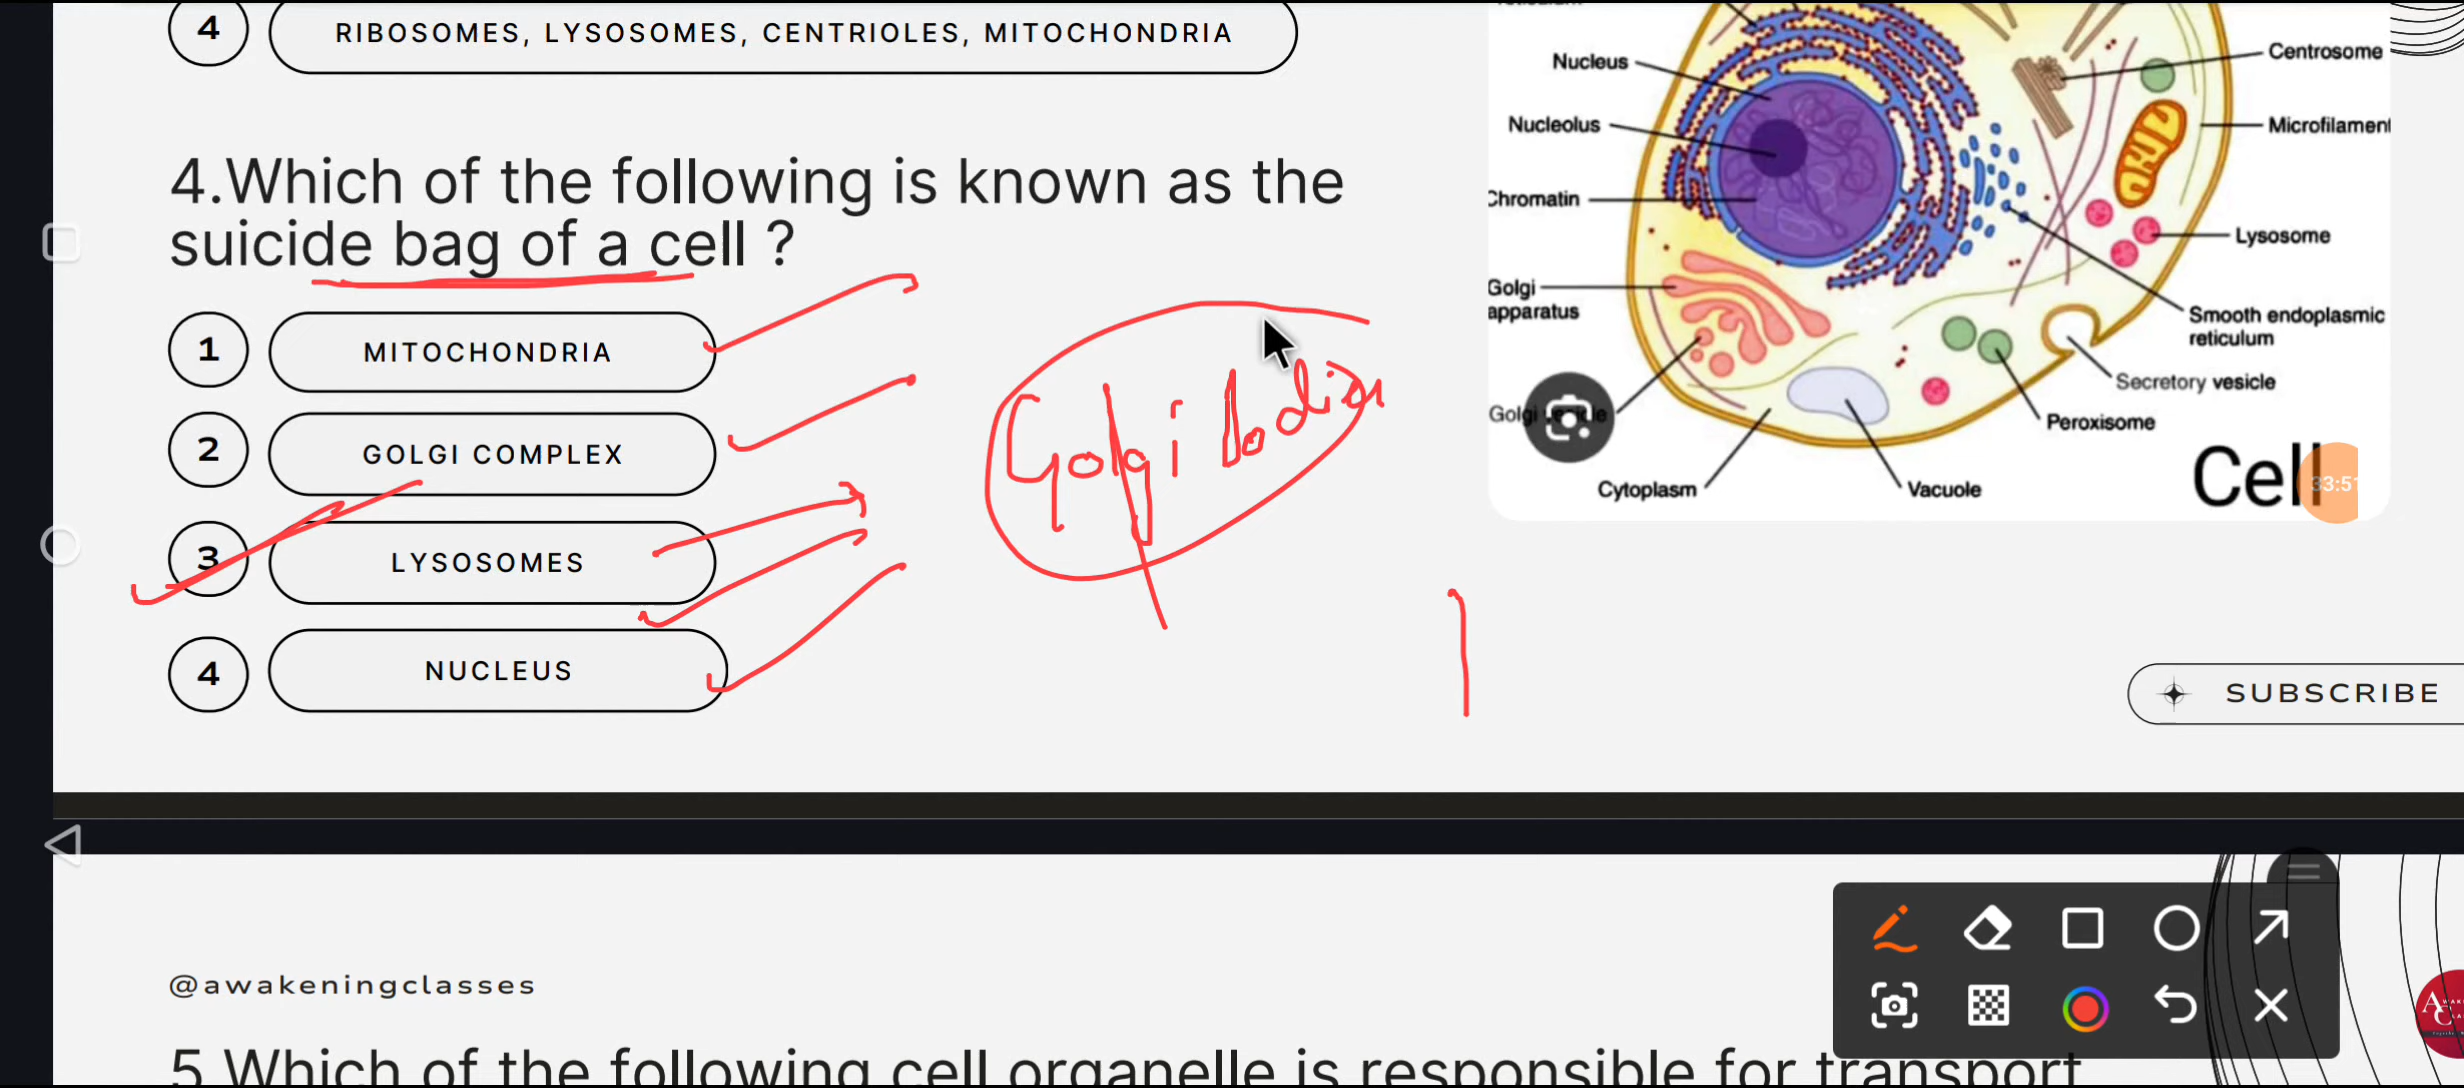 4 RIBOSOMES, LYSOSOMES, CENTRIOLES, MITOCHONDRIA
4.Which of the following is known as the
suicide bag of a cell ?
1 MITOCHONDRIA
2 GOLGI COMPLEX
3 LYSOSOMES
4 NUCLEUS
Golgi bodies
Nucleus
Nucleolus
Chromatin
Golgi
apparatus
Cytoplasm
Vacuole
Centrosome
Microfilament
Lysosome
Smooth endoplasmic
reticulum
Secretory vesicle
Peroxisome
Cell
33:51
SUBSCRIBE
@awakeningclasses
5 Which of the following cell organelle is responsible for transport